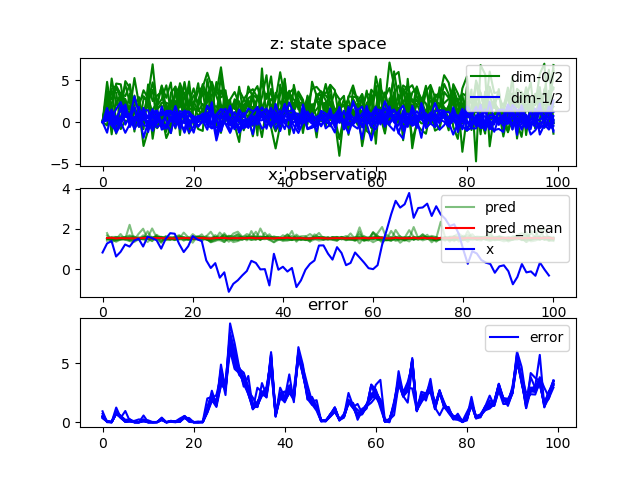 z: state space
5
0
−5
dim-0/2
dim-1/2
0 20 40 60 80 100
x: observation
4
2
0
pred
pred_mean
x
0 20 40 60 80 100
error
5
0
error
0 20 40 60 80 100